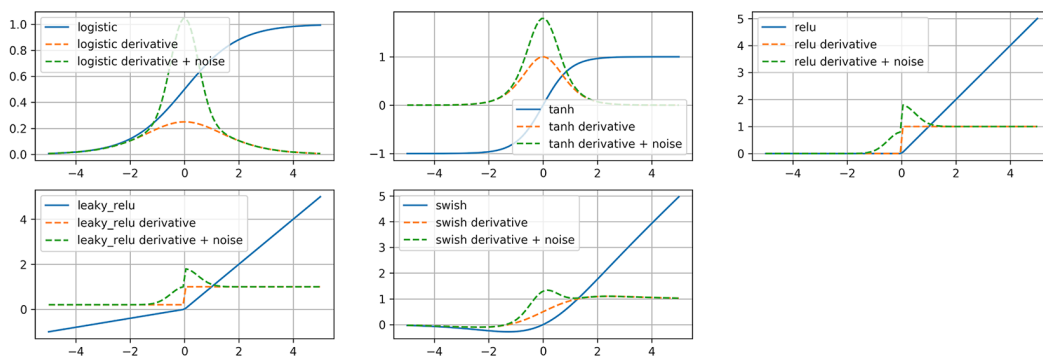 1.0
0.8
0.6
0.4
0.2
0.0
logistic
logistic derivative
logistic derivative + noise
−4 −2 0 2 4
1
0
−1
tanh
tanh derivative
tanh derivative + noise
−4 −2 0 2 4
5
4
3
2
1
0
relu
relu derivative
relu derivative + noise
−4 −2 0 2 4
4
2
0
leaky_relu
leaky_relu derivative
leaky_relu derivative + noise
−4 −2 0 2 4
5
4
3
2
1
0
swish
swish derivative
swish derivative + noise
−4 −2 0 2 4